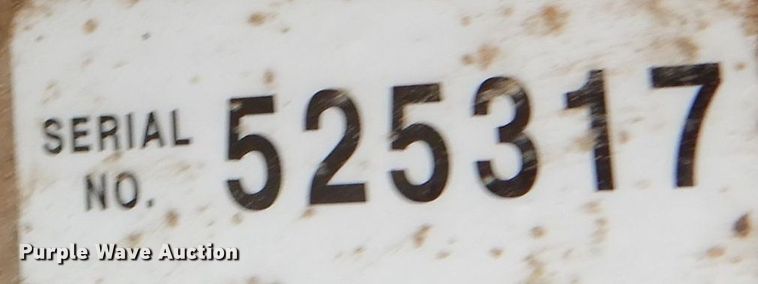 SERIAL NO. 525317
Purple Wave Auction